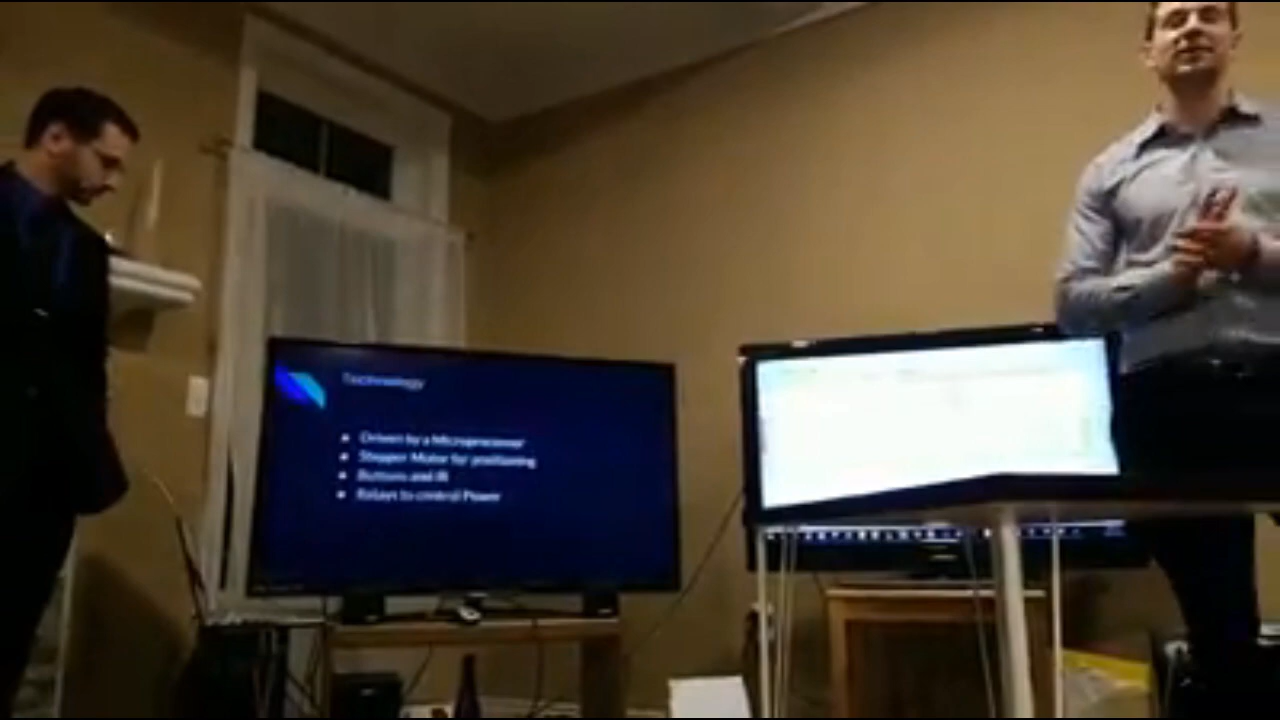 Technology
Driven by a Microprocessor
Stepper Motor for positioning
Buttons and IR
Relays to control Power